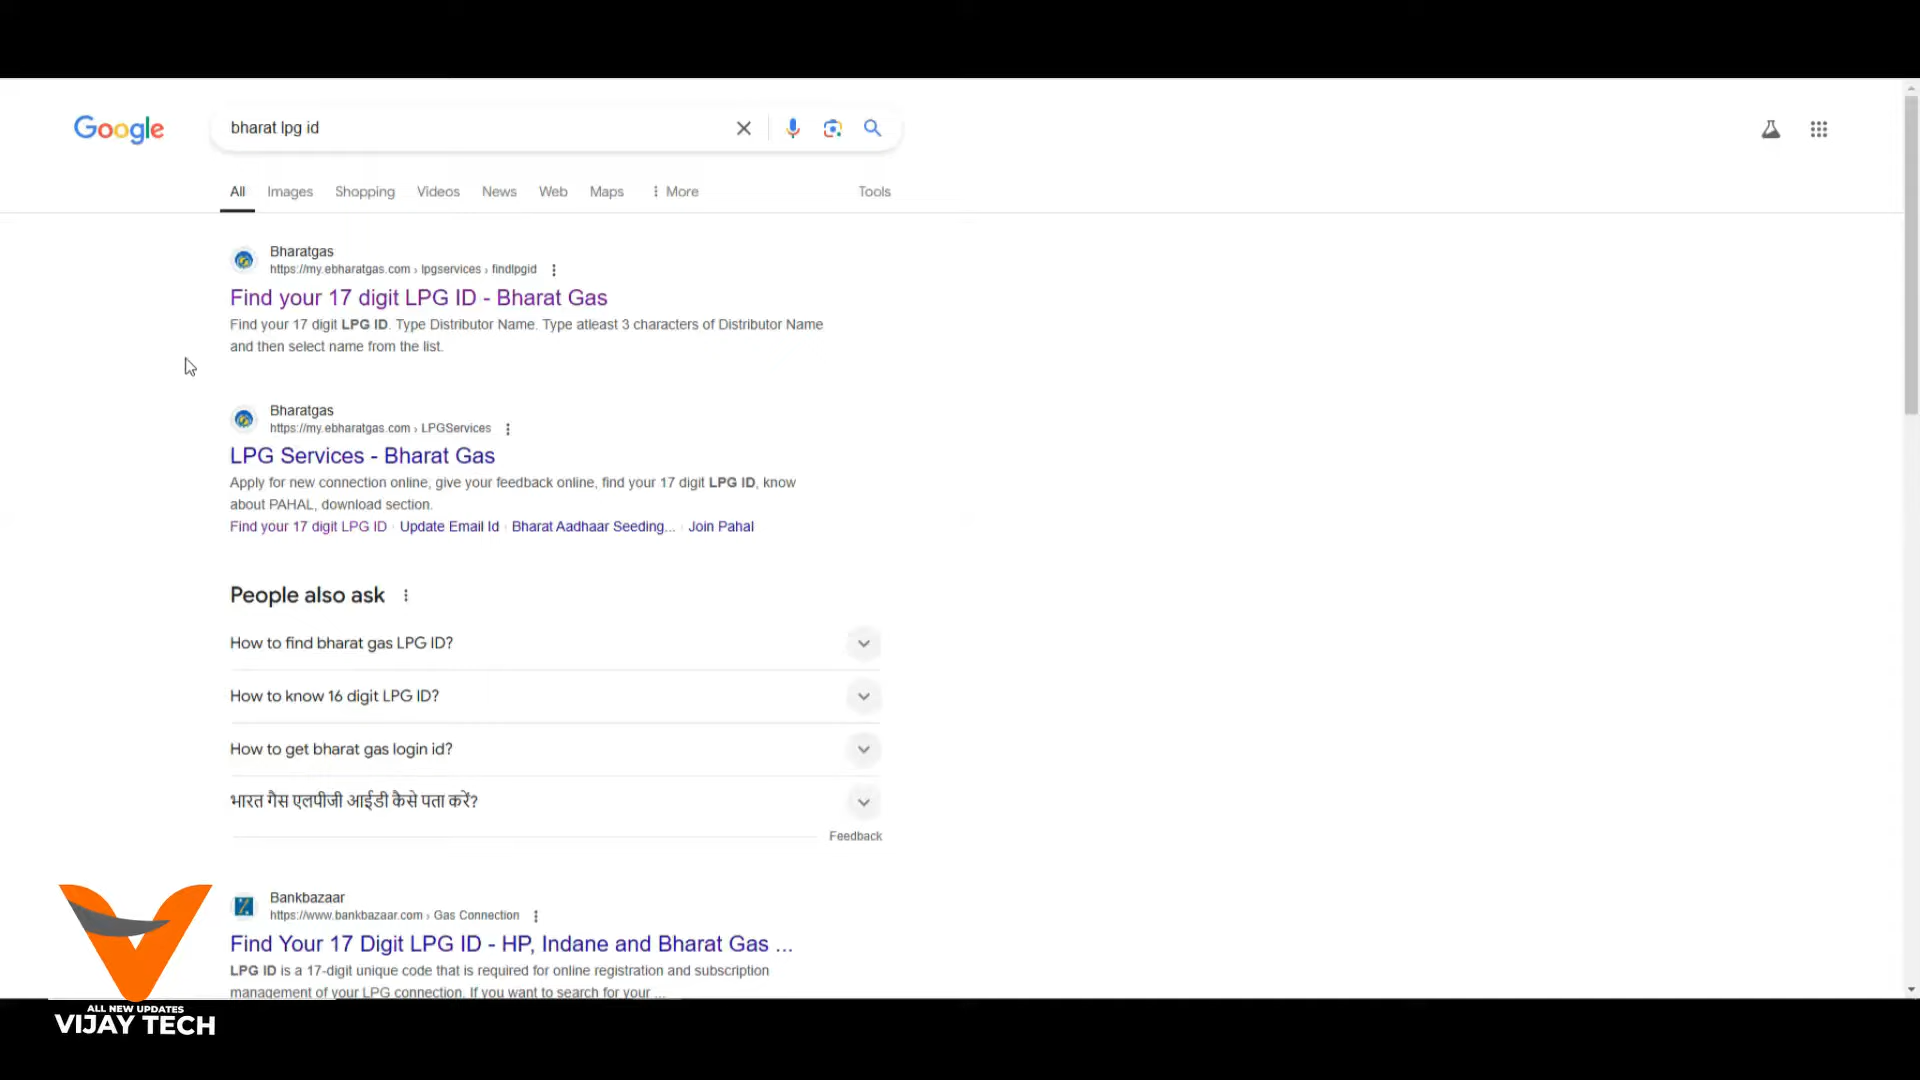 Google
bharat lpg id
All Images Shopping Videos News Web Maps More Tools
Bharatgas
https://my.ebharatgas.com › lpgservices › findlpgid
Find your 17 digit LPG ID - Bharat Gas
Find your 17 digit LPG ID. Type Distributor Name. Type atleast 3 characters of Distributor Name
and then select name from the list.
Bharatgas
https://my.ebharatgas.com › LPGServices
LPG Services - Bharat Gas
Apply for new connection online, give your feedback online, find your 17 digit LPG ID, know
about PAHAL, download section.
Find your 17 digit LPG ID · Update Email Id · Bharat Aadhaar Seeding... · Join Pahal
People also ask
How to find bharat gas LPG ID?
How to know 16 digit LPG ID?
How to get bharat gas login id?
भारत गैस एलपीजी आईडी कैसे पता करें?
Feedback
Bankbazaar
https://www.bankbazaar.com › Gas Connection
Find Your 17 Digit LPG ID - HP, Indane and Bharat Gas ...
LPG ID is a 17-digit unique code that is required for online registration and subscription
management of your LPG connection. If you want to search for your ...
ALL NEW UPDATES
VIJAY TECH